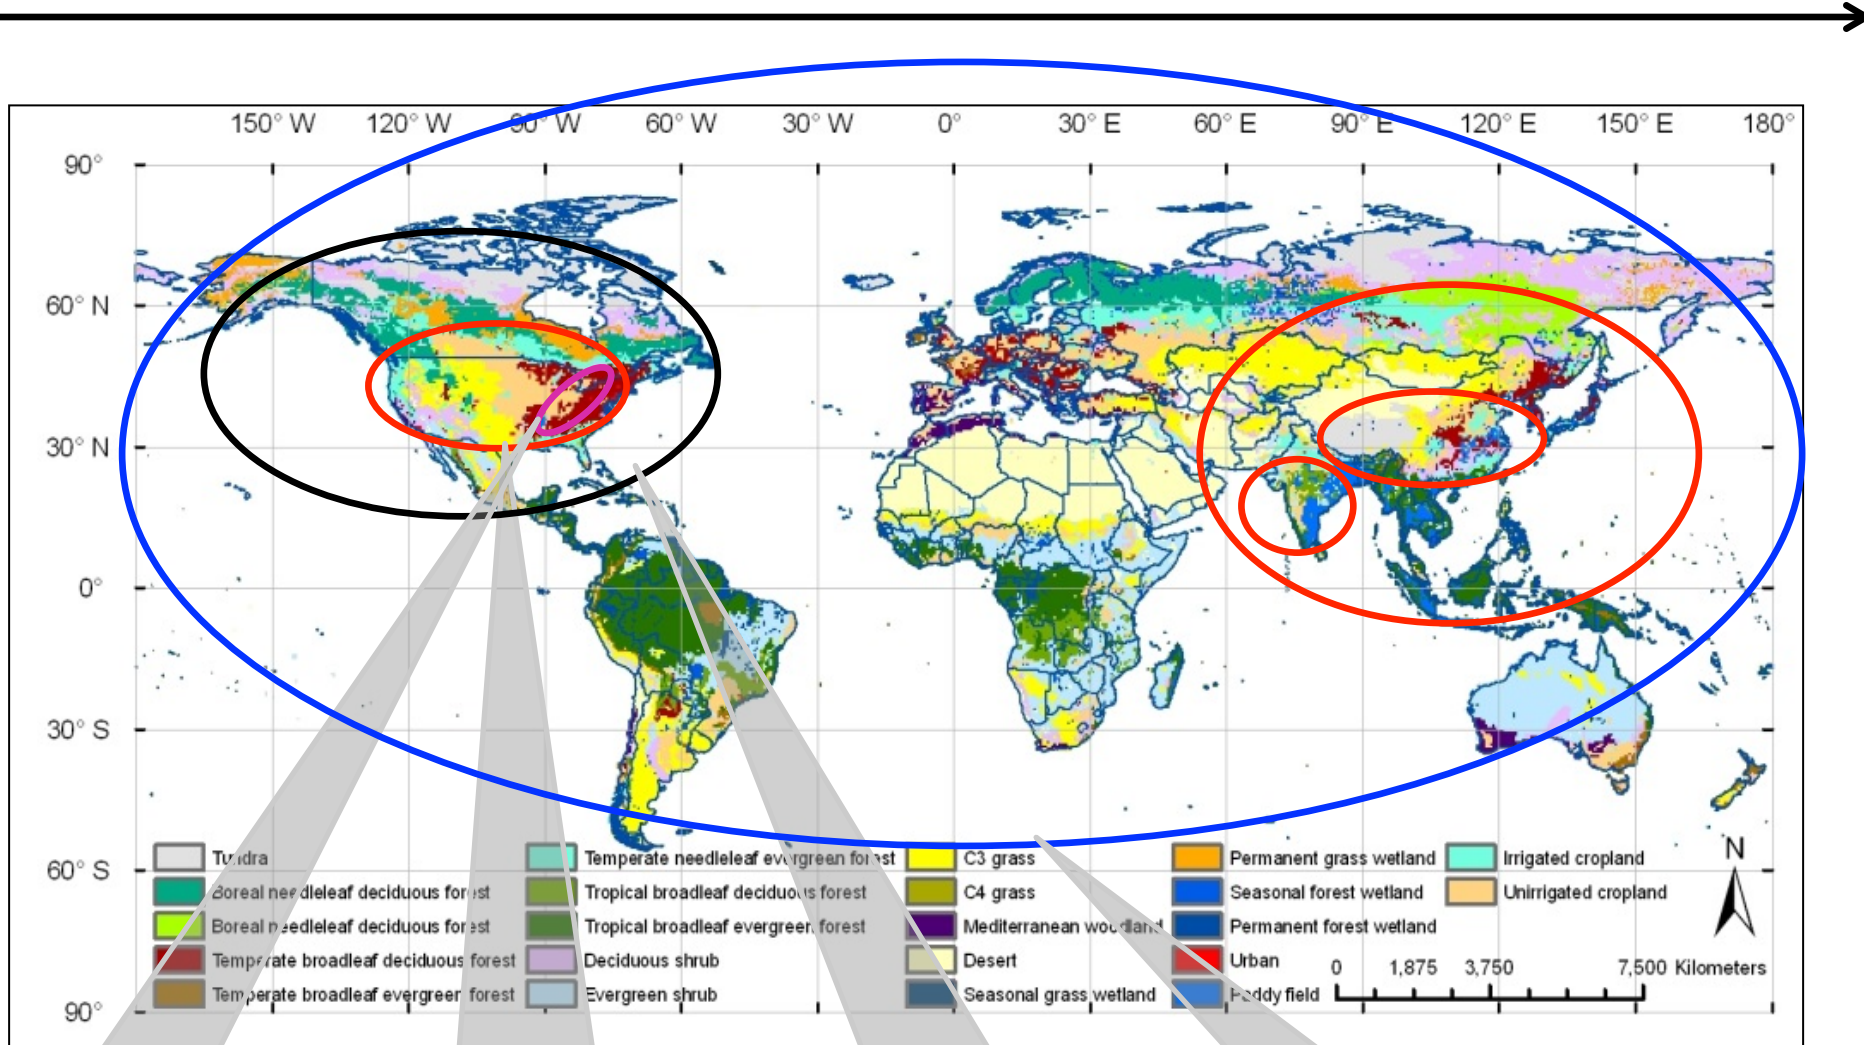 150° W 120° W 90° W 60° W 30° W 0° 30° E 60° E 90° E 120° E 150° E 180°
90°
60° N
30° N
0°
30° S
60° S
90°
Tundra
Boreal needleleaf deciduous forest
Boreal needleleaf deciduous forest
Temperate broadleaf deciduous forest
Temperate broadleaf evergreen forest
Temperate needleleaf evergreen forest
Tropical broadleaf deciduous forest
Tropical broadleaf evergreen forest
Deciduous shrub
Evergreen shrub
C3 grass
C4 grass
Mediterranean woodland
Desert
Seasonal grass wetland
Permanent grass wetland
Seasonal forest wetland
Permanent forest wetland
Urban
Paddy field
Irrigated cropland
Unirrigated cropland
N
0 1,875 3,750 7,500 Kilometers